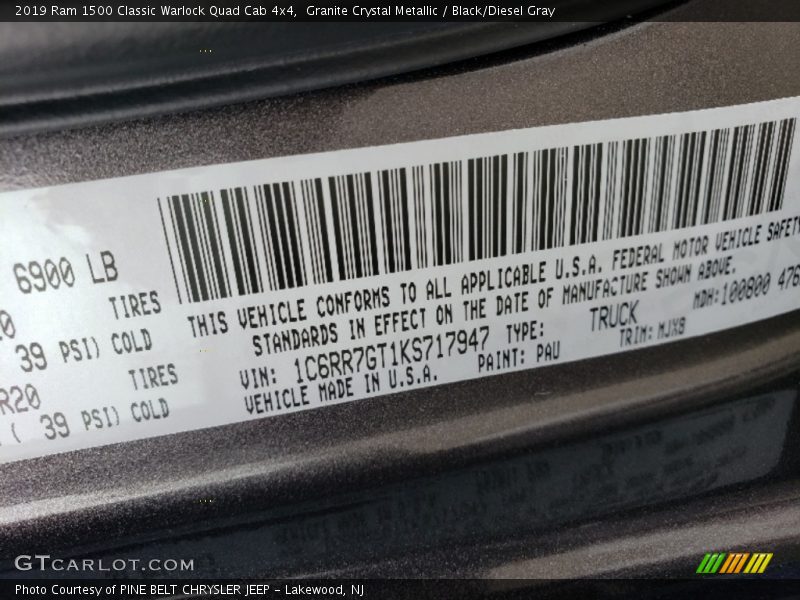 2019 Ram 1500 Classic Warlock Quad Cab 4x4, Granite Crystal Metallic / Black/Diesel Gray
6900 LB
TIRES
39 PSI) COLD
R20 TIRES
( 39 PSI) COLD
THIS VEHICLE CONFORMS TO ALL APPLICABLE U.S.A. FEDERAL MOTOR VEHICLE SAFETY
STANDARDS IN EFFECT ON THE DATE OF MANUFACTURE SHOWN ABOVE.
VIN: 1C6RR7GT1KS717947 TYPE: TRUCK MDH:100800 476
VEHICLE MADE IN U.S.A. PAINT: PAU TRIM: MJX8
GTCARLOT.COM
Photo Courtesy of PINE BELT CHRYSLER JEEP – Lakewood, NJ